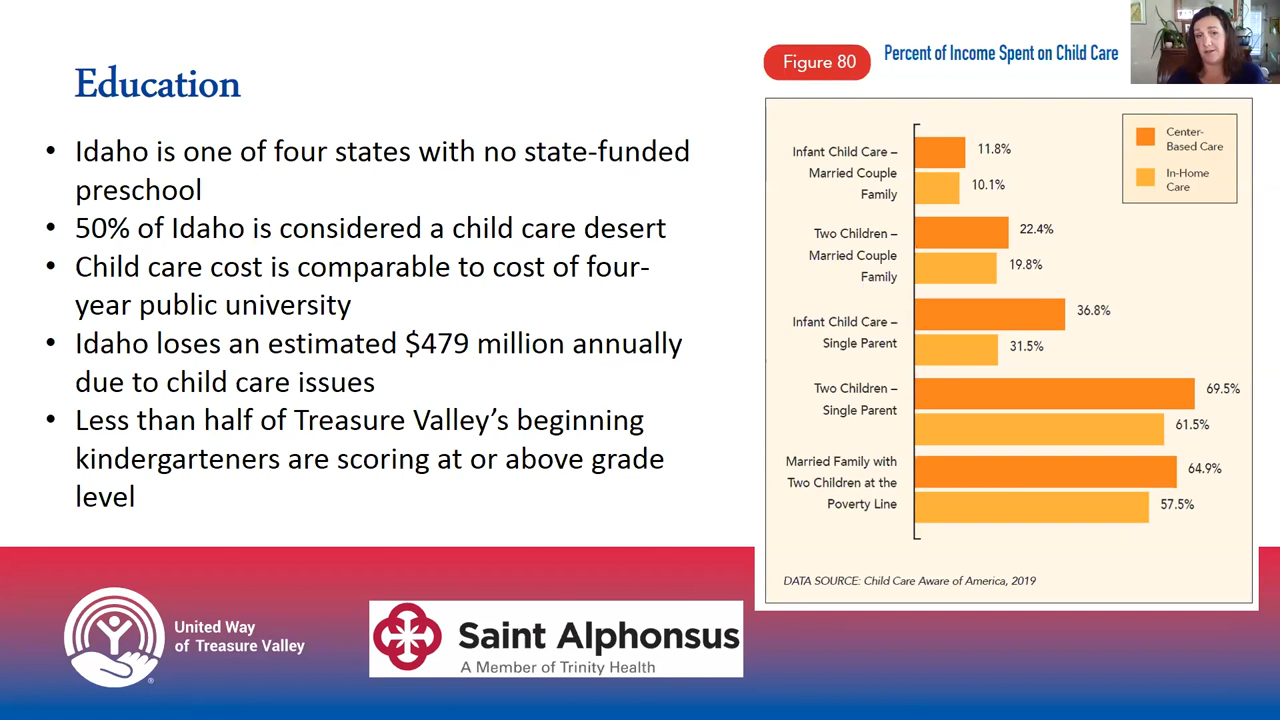 Education
• Idaho is one of four states with no state-funded
preschool
• 50% of Idaho is considered a child care desert
• Child care cost is comparable to cost of four-
year public university
• Idaho loses an estimated $479 million annually
due to child care issues
• Less than half of Treasure Valley’s beginning
kindergarteners are scoring at or above grade
level
Figure 80
Percent of Income Spent on Child Care
Center-
Based Care
In-Home
Care
Infant Child Care –
Married Couple
Family
11.8%
10.1%
Two Children –
Married Couple
Family
22.4%
19.8%
Infant Child Care –
Single Parent
36.8%
31.5%
Two Children –
Single Parent
69.5%
61.5%
Married Family with
Two Children at the
Poverty Line
64.9%
57.5%
DATA SOURCE: Child Care Aware of America, 2019
United Way
of Treasure Valley
®
Saint Alphonsus
A Member of Trinity Health